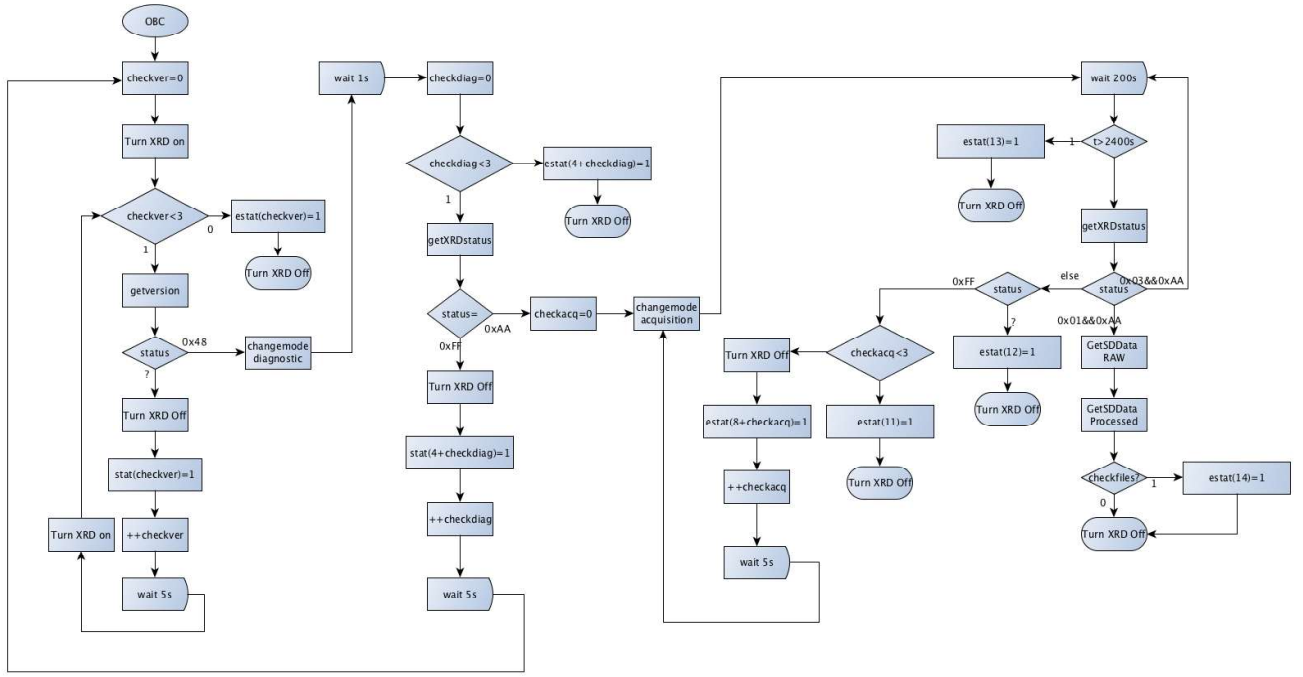 OBC
checkver=0
Turn XRD on
checkver<3
0
estat(checkver)=1
Turn XRD Off
1
getversion
status
0x48
changemode
diagnostic
?
Turn XRD Off
stat(checkver)=1
Turn XRD on
++checkver
wait 5s
wait 1s
checkdiag=0
checkdiag<3
estat(4+checkdiag)=1
Turn XRD Off
1
getXRDstatus
status=
0xAA
checkacq=0
changemode
acquisition
0xFF
Turn XRD Off
stat(4+checkdiag)=1
++checkdiag
wait 5s
wait 200s
t>2400s
1
estat(13)=1
Turn XRD Off
getXRDstatus
status
0x03&&0xAA
else
status
0xFF
?
estat(12)=1
Turn XRD Off
checkacq<3
Turn XRD Off
estat(8+checkacq)=1
++checkacq
wait 5s
estat(11)=1
Turn XRD Off
0x01&&0xAA
GetSDData
RAW
GetSDData
Processed
checkfiles?
1
estat(14)=1
0
Turn XRD Off